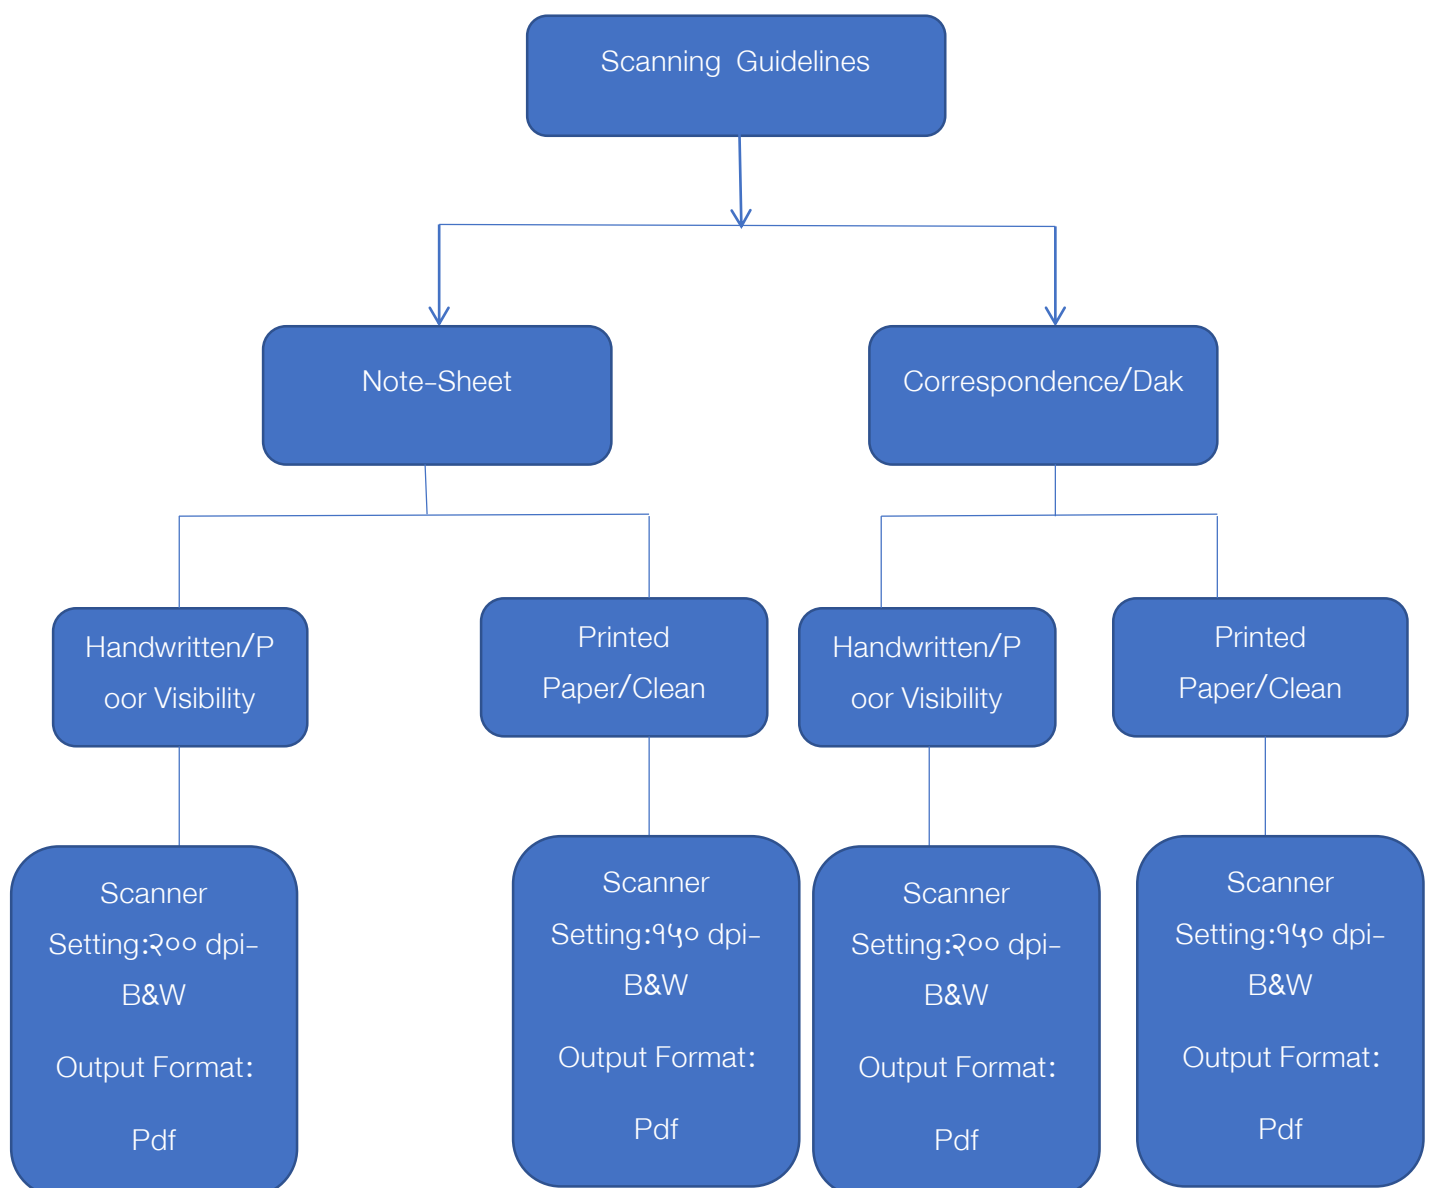 Scanning Guidelines
Note-Sheet
Correspondence/Dak
Handwritten/P
oor Visibility
Printed
Paper/Clean
Handwritten/P
oor Visibility
Printed
Paper/Clean
Scanner
Setting:२०० dpi-
B&W
Output Format:
Pdf
Scanner
Setting:१५० dpi-
B&W
Output Format:
Pdf
Scanner
Setting:२०० dpi-
B&W
Output Format:
Pdf
Scanner
Setting:१५० dpi-
B&W
Output Format:
Pdf